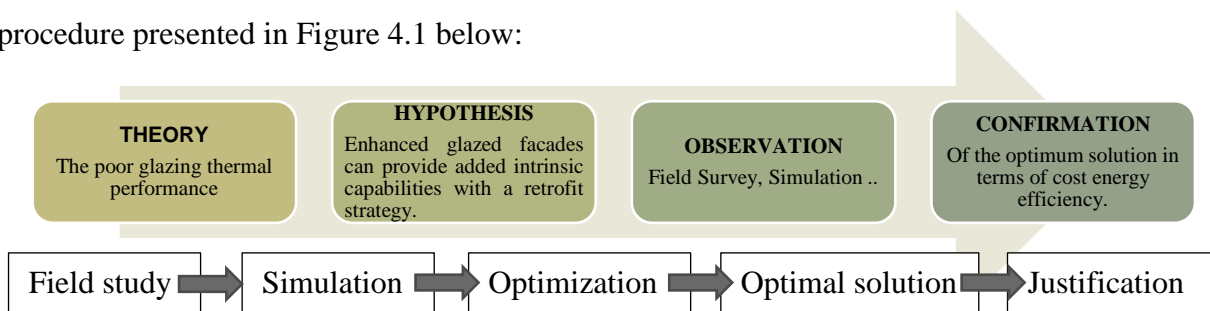 procedure presented in Figure 4.1 below:
THEORY
The poor glazing thermal
performance
HYPOTHESIS
Enhanced glazed facades
can provide added intrinsic
capabilities with a retrofit
strategy.
OBSERVATION
Field Survey, Simulation ..
CONFIRMATION
Of the optimum solution in
terms of cost energy
efficiency.
Field study
Simulation
Optimization
Optimal solution
Justification